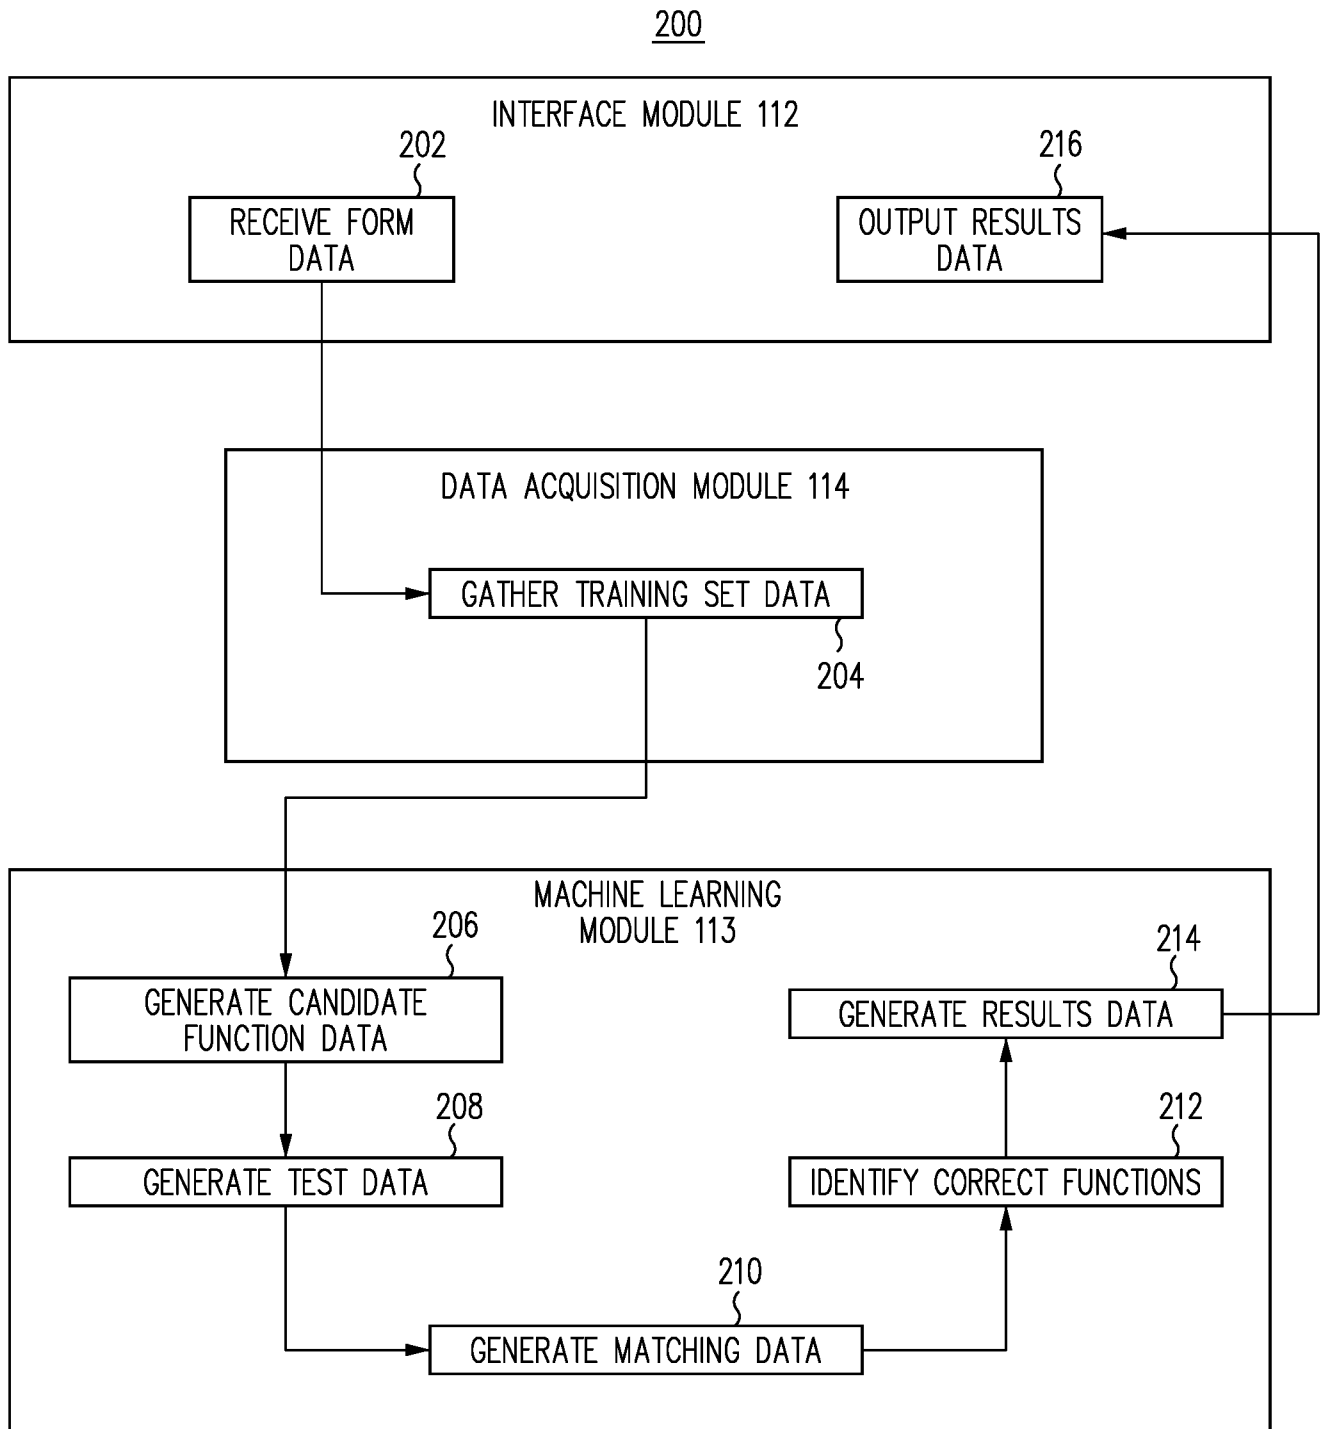 200
INTERFACE MODULE 112
202
RECEIVE FORM
DATA
216
OUTPUT RESULTS
DATA
DATA ACQUISITION MODULE 114
GATHER TRAINING SET DATA
204
MACHINE LEARNING
MODULE 113
206
GENERATE CANDIDATE
FUNCTION DATA
214
GENERATE RESULTS DATA
208
GENERATE TEST DATA
212
IDENTIFY CORRECT FUNCTIONS
210
GENERATE MATCHING DATA